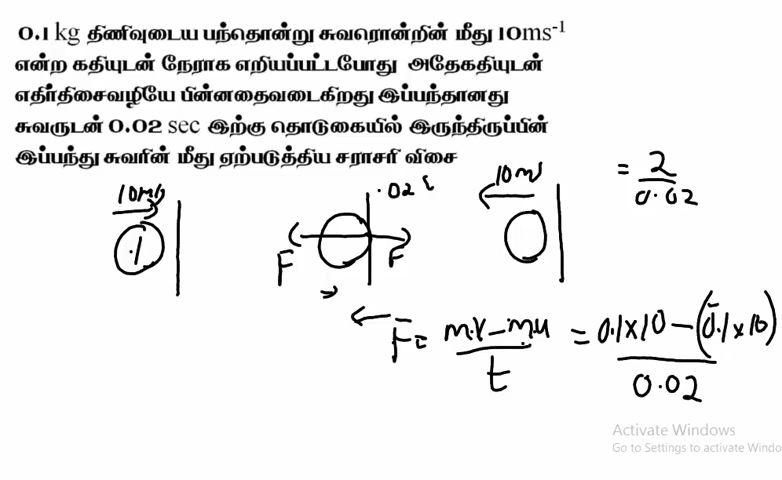 0.1 kg திணிவுடைய பந்தொன்று சுவரொன்றின் மீது 10ms⁻¹
என்ற கதியுடன் நேராக எறியப்பட்டபோது அதேகதியுடன்
எதிர்திசைவழியே பின்னதைவடைகிறது இப்பந்தானது
சுவருடன் 0.02 sec இற்கு தொடுகையில் இருந்திருப்பின்
இப்பந்து சுவரின் மீது ஏற்படுத்திய சராசரி விசை
= 2/0.02
.02
.1
F F
F = (mv - mu)/t = (0.1 x 10 - (-0.1 x 10))/0.02
Activate Windows
Go to Settings to activate Windo